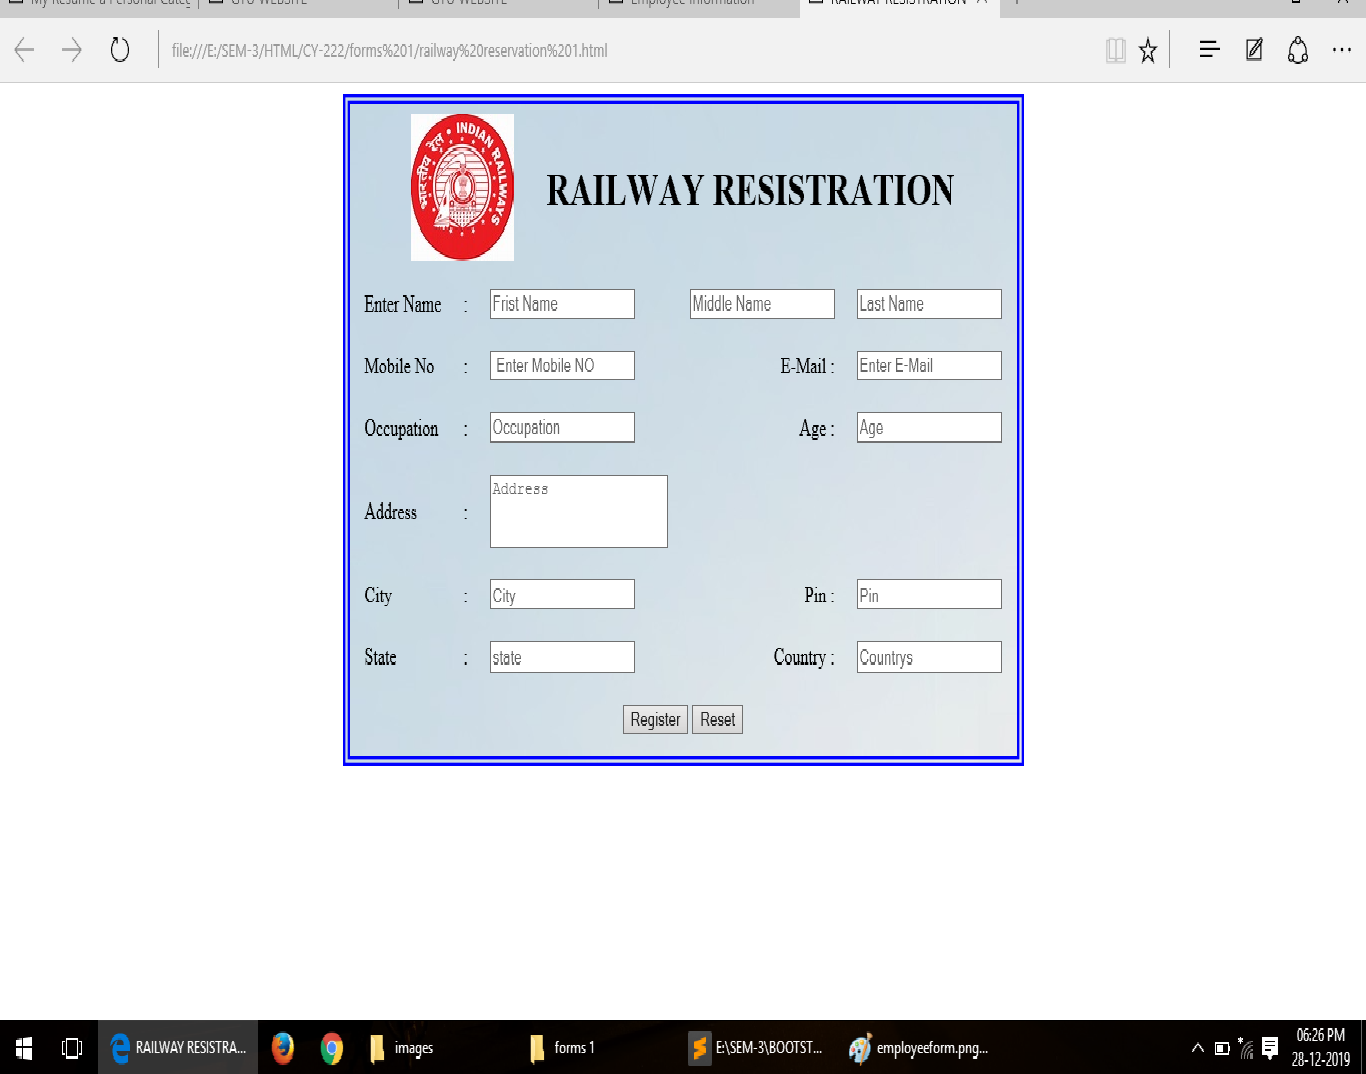 My Resume a Personal Categ
GTU WEBSITE
GTU WEBSITE
Employee Information
RAILWAY RESISTRATION
file:///E:/SEM-3/HTML/CY-222/forms%201/railway%20reservation%201.html
भारतीय रेल • INDIAN RAILWAYS
RAILWAY RESISTRATION
Enter Name : Frist Name Middle Name Last Name
Mobile No : Enter Mobile NO E-Mail : Enter E-Mail
Occupation : Occupation Age : Age
Address : Address
City : City Pin : Pin
State : state Country : Countrys
Register Reset
RAILWAY RESISTRA...
images
forms 1
E:\SEM-3\BOOTST...
employeeform.png...
06:26 PM
28-12-2019